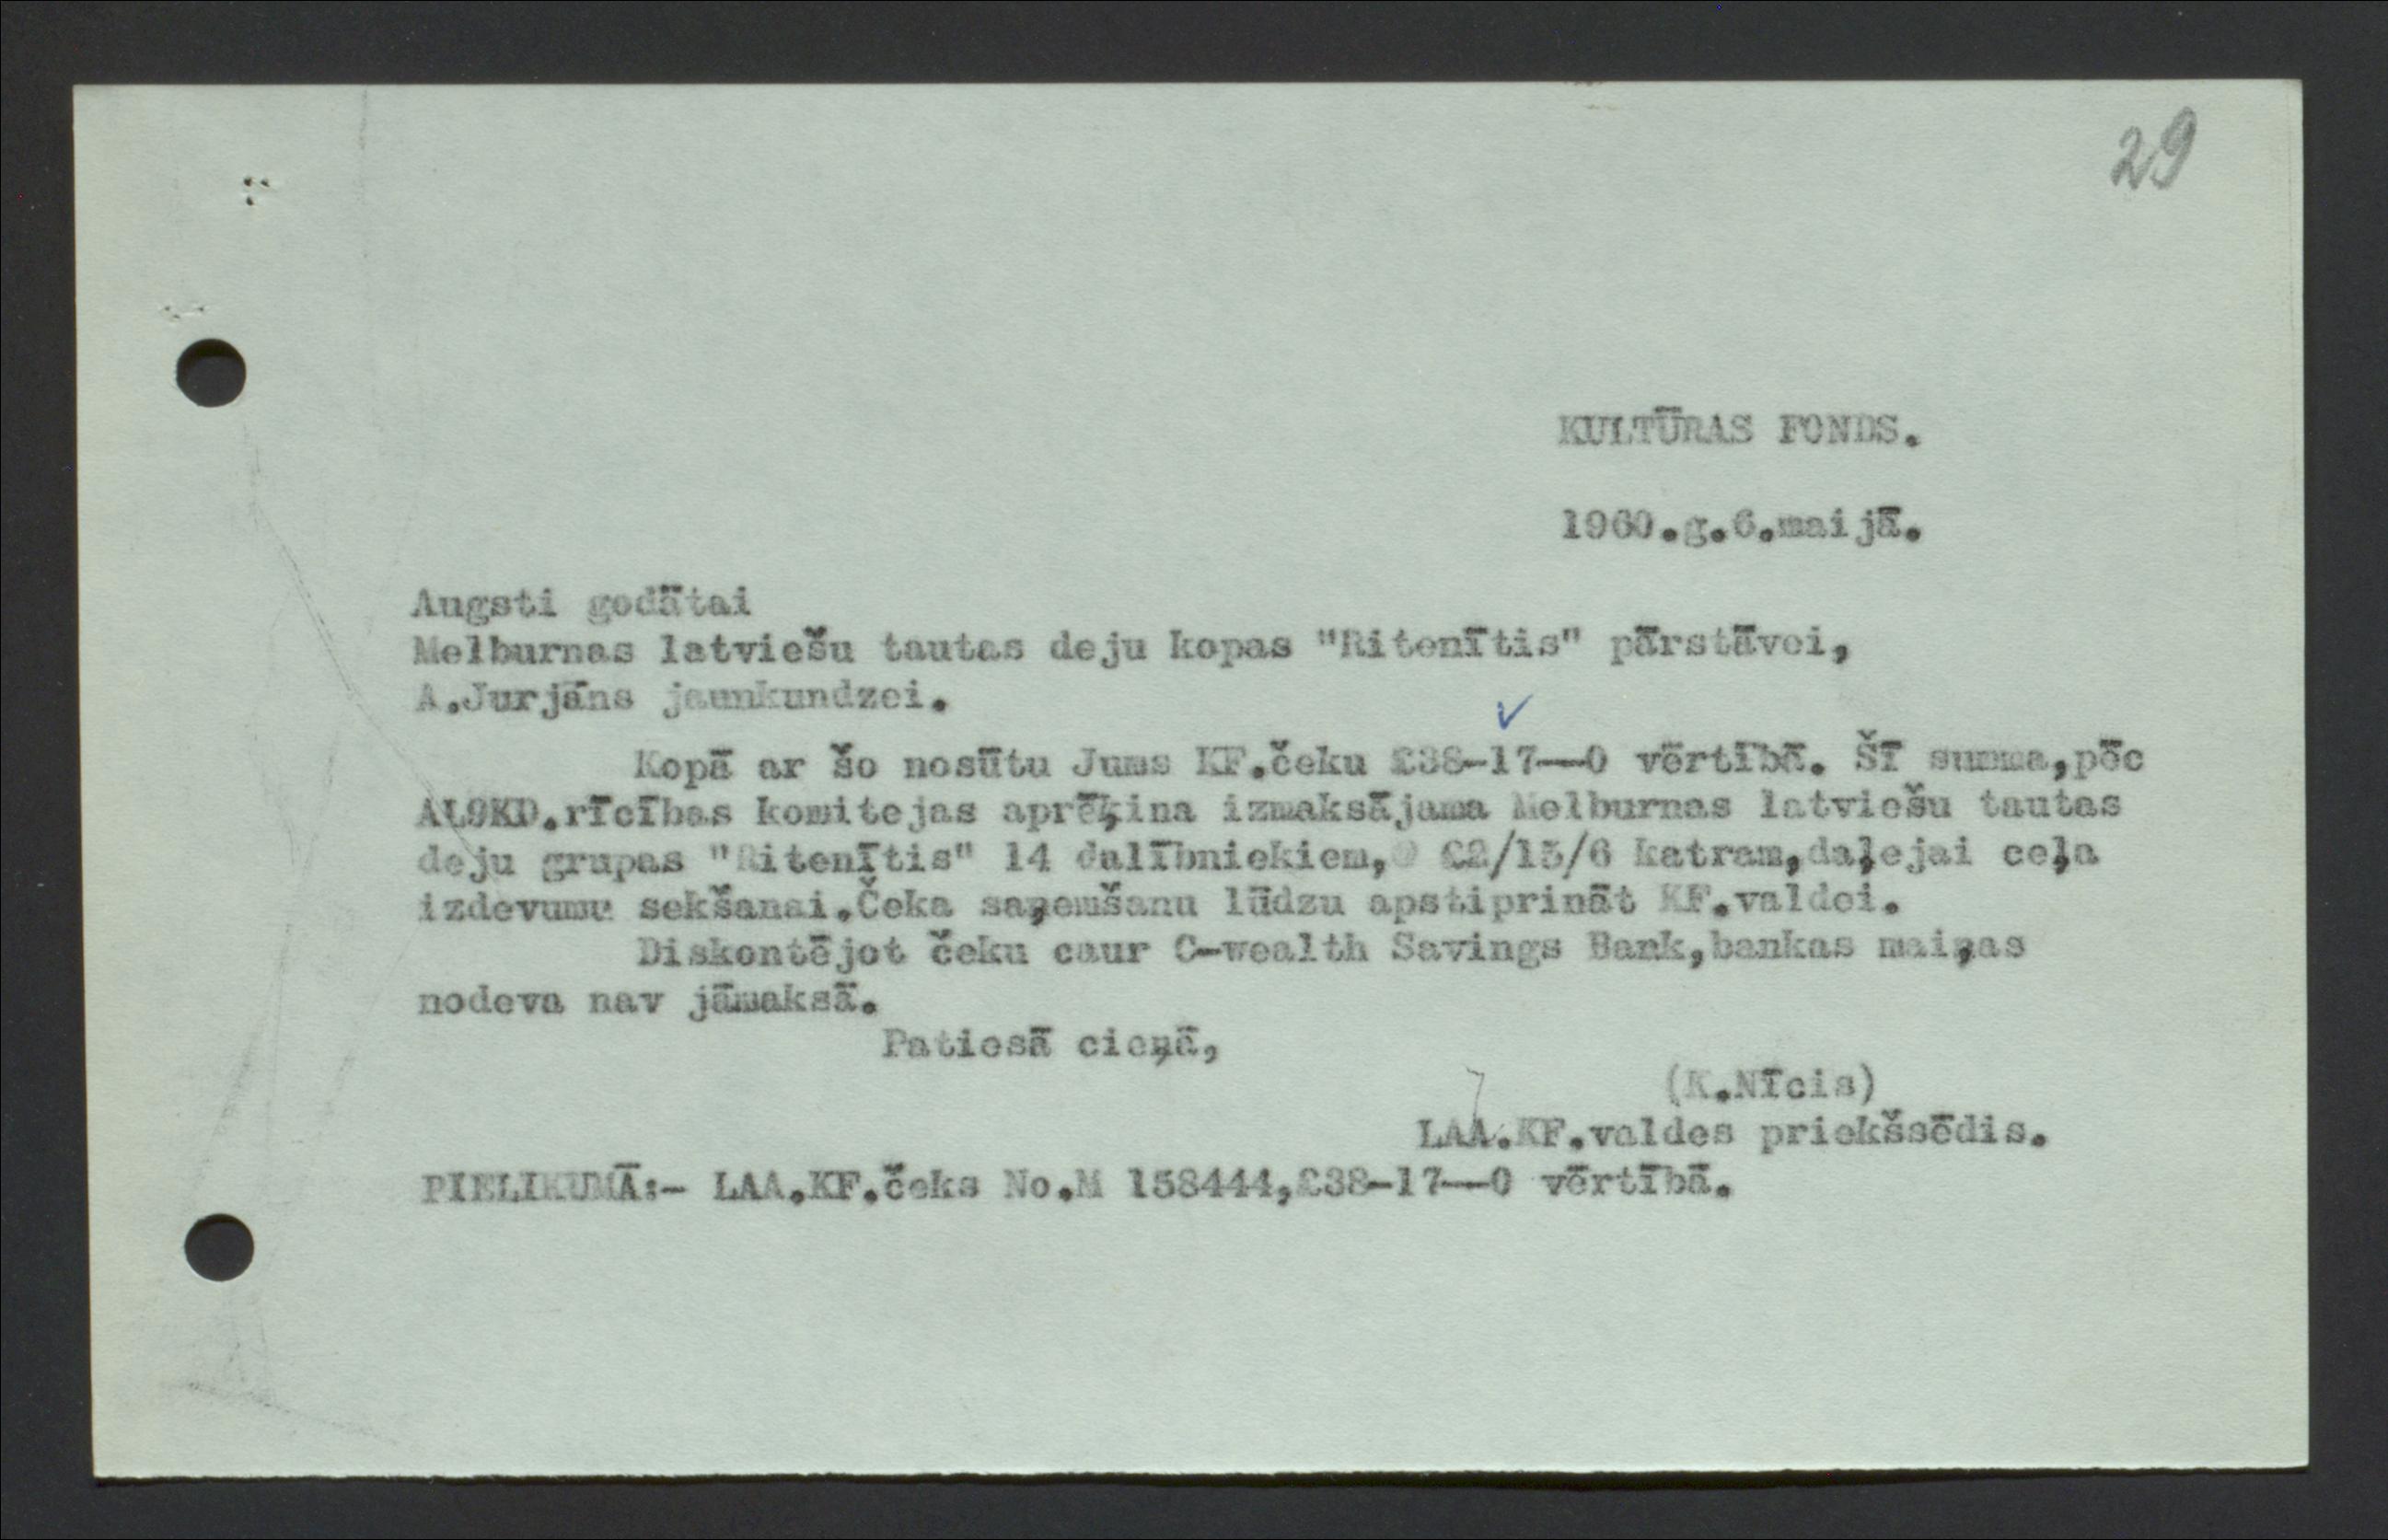 29
KULTŪRAS FONDS.
1960.g.6.maijā.
Augsti godātai
Melburnas latviešu tautas deju kopas "Ritenītis" pārstāvei,
A.Jurjāns jaunkundzei.
Kopā ar šo nosūtu Jums KF.čeku £38-17--0 vērtībā. Šī summa,pēc
AL9KD.rīcības komitejas aprēķina izmaksājama Melburnas latviešu tautas
deju grupas "Ritenītis" 14 dalībniekiem,@ £2/15/6 katram,daļejai ceļa
izdevumu sekšanai.Čeka saņemšanu lūdzu apstiprināt KF.valdei.
Diskontējot čeku caur C-wealth Savings Bank,bankas maiņas
nodeva nav jāmaksā.
Patiesā cieņā,
(K.Nīcis)
LAA.KF.valdes priekšsēdis.
PIELIKUMĀ:- LAA.KF.čeks No.M 158444,£38-17--0 vērtībā.